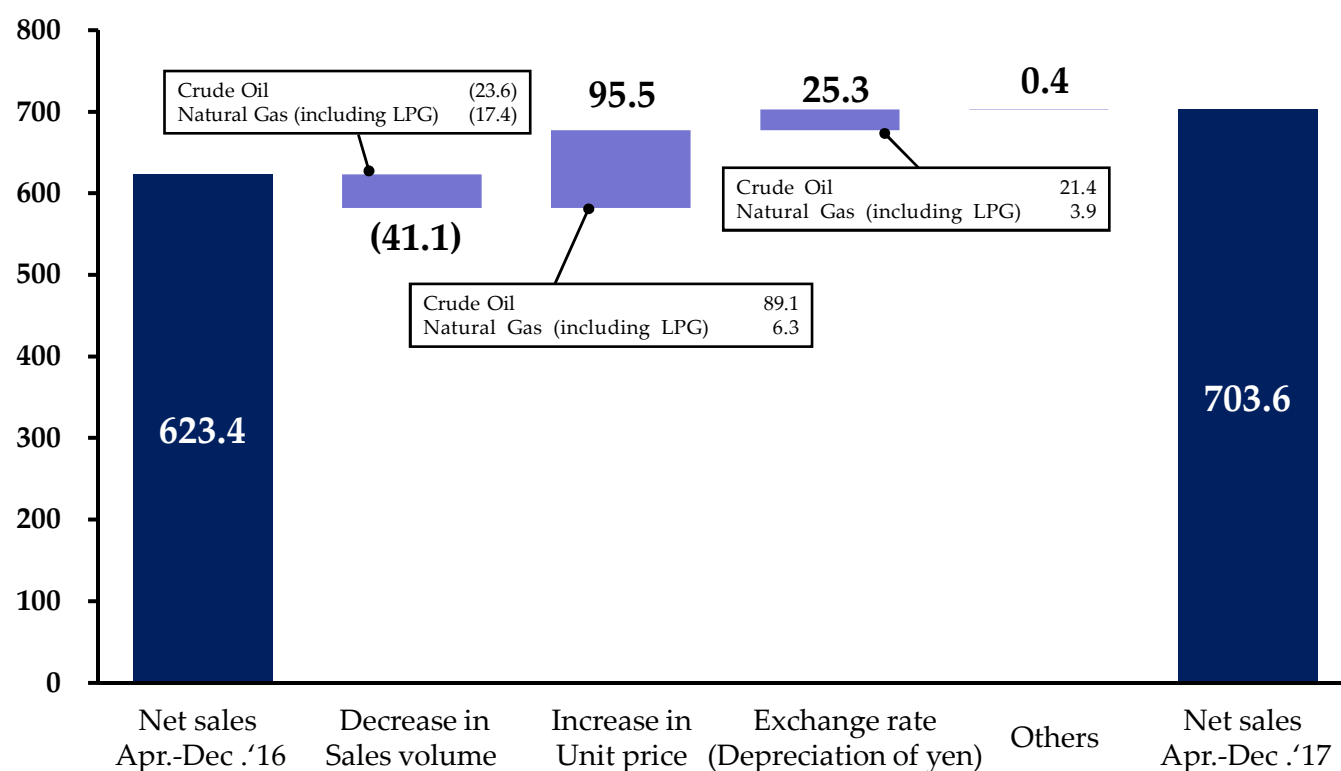 800
700
600
500
400
300
200
100
0
Crude Oil (23.6)
Natural Gas (including LPG) (17.4)
95.5
25.3
0.4
Crude Oil 21.4
Natural Gas (including LPG) 3.9
(41.1)
Crude Oil 89.1
Natural Gas (including LPG) 6.3
623.4
703.6
Net sales
Apr.-Dec .‘16
Decrease in
Sales volume
Increase in
Unit price
Exchange rate
(Depreciation of yen)
Others
Net sales
Apr.-Dec .‘17